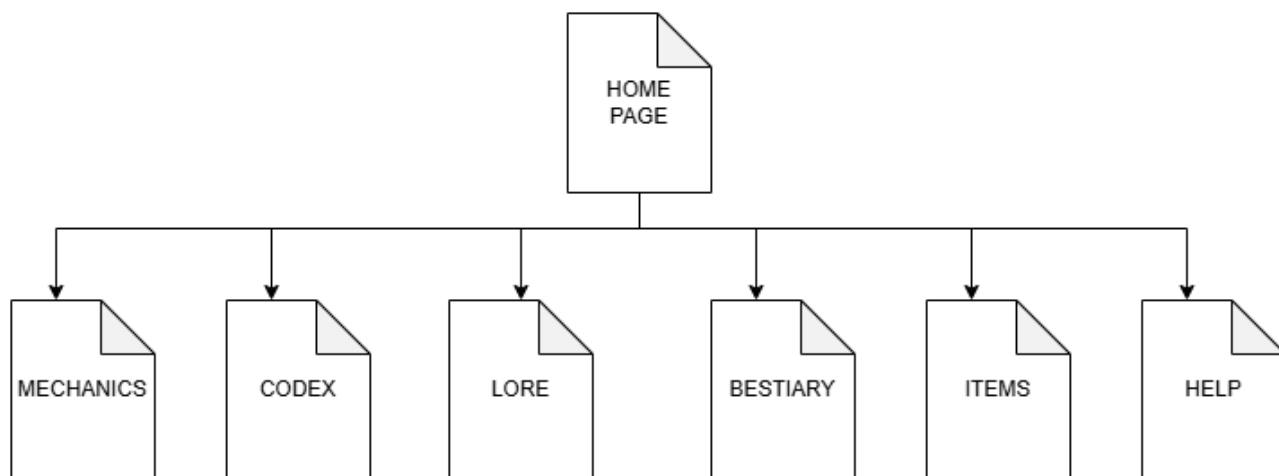 HOME
PAGE
MECHANICS
CODEX
LORE
BESTIARY
ITEMS
HELP